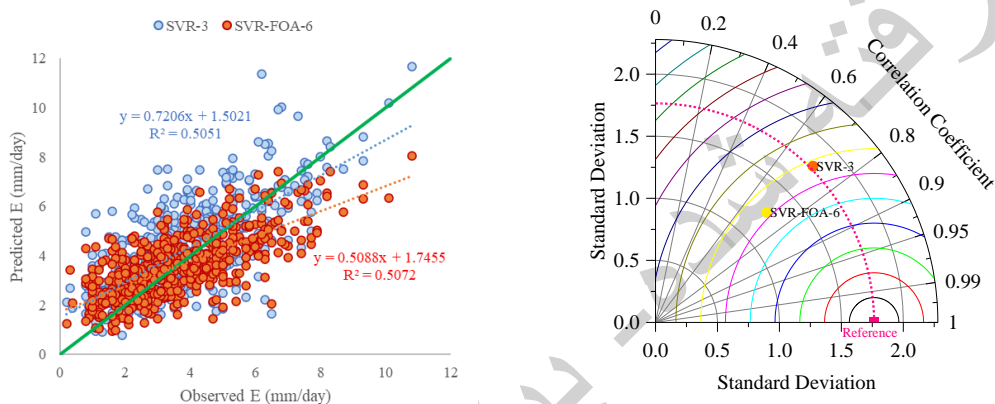 SVR-3 SVR-FOA-6
12
10
8
6
4
2
0
y = 0.7206x + 1.5021
R² = 0.5051
y = 0.5088x + 1.7455
R² = 0.5072
0 2 4 6 8 10 12
Predicted E (mm/day)
Observed E (mm/day)
0 0.2 0.4 0.6 0.8 0.9 0.95 0.99 1
Correlation Coefficient
2.0
1.5
1.0
0.5
0.0
Standard Deviation
SVR-3
SVR-FOA-6
Reference
0.0 0.5 1.0 1.5 2.0
Standard Deviation